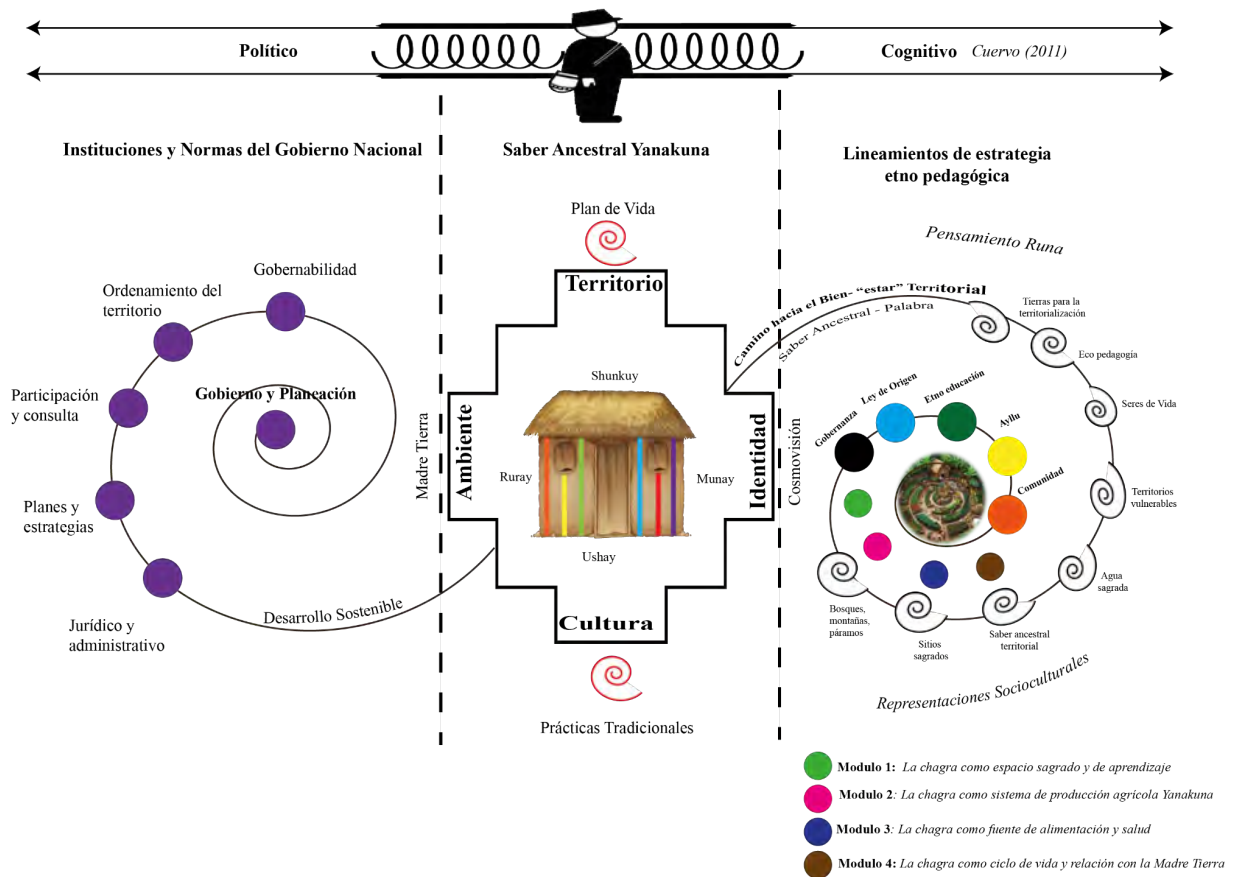 Político
Cognitivo Cuervo (2011)
Instituciones y Normas del Gobierno Nacional
Saber Ancestral Yanakuna
Lineamientos de estrategia
etno pedagógica
Gobernabilidad
Ordenamiento del
territorio
Participación
y consulta
Gobierno y Planeación
Planes y
estrategias
Jurídico y
administrativo
Desarrollo Sostenible
Madre Tierra
Plan de Vida
Territorio
Ambiente
Shunkuy
Ruray
Munay
Ushay
Identidad
Cultura
Prácticas Tradicionales
Cosmovisión
Pensamiento Runa
Camino hacia el Bien- “estar” Territorial
Saber Ancestral - Palabra
Tierras para la
territorialización
Eco pedagogía
Seres de Vida
Territorios
vulnerables
Agua
sagrada
Saber ancestral
territorial
Sitios
sagrados
Bosques,
montañas,
páramos
Gobernanza
Ley de Origen
Etno educación
Ayllu
Comunidad
Representaciones Socioculturales
Modulo 1: La chagra como espacio sagrado y de aprendizaje
Modulo 2: La chagra como sistema de producción agrícola Yanakuna
Modulo 3: La chagra como fuente de alimentación y salud
Modulo 4: La chagra como ciclo de vida y relación con la Madre Tierra